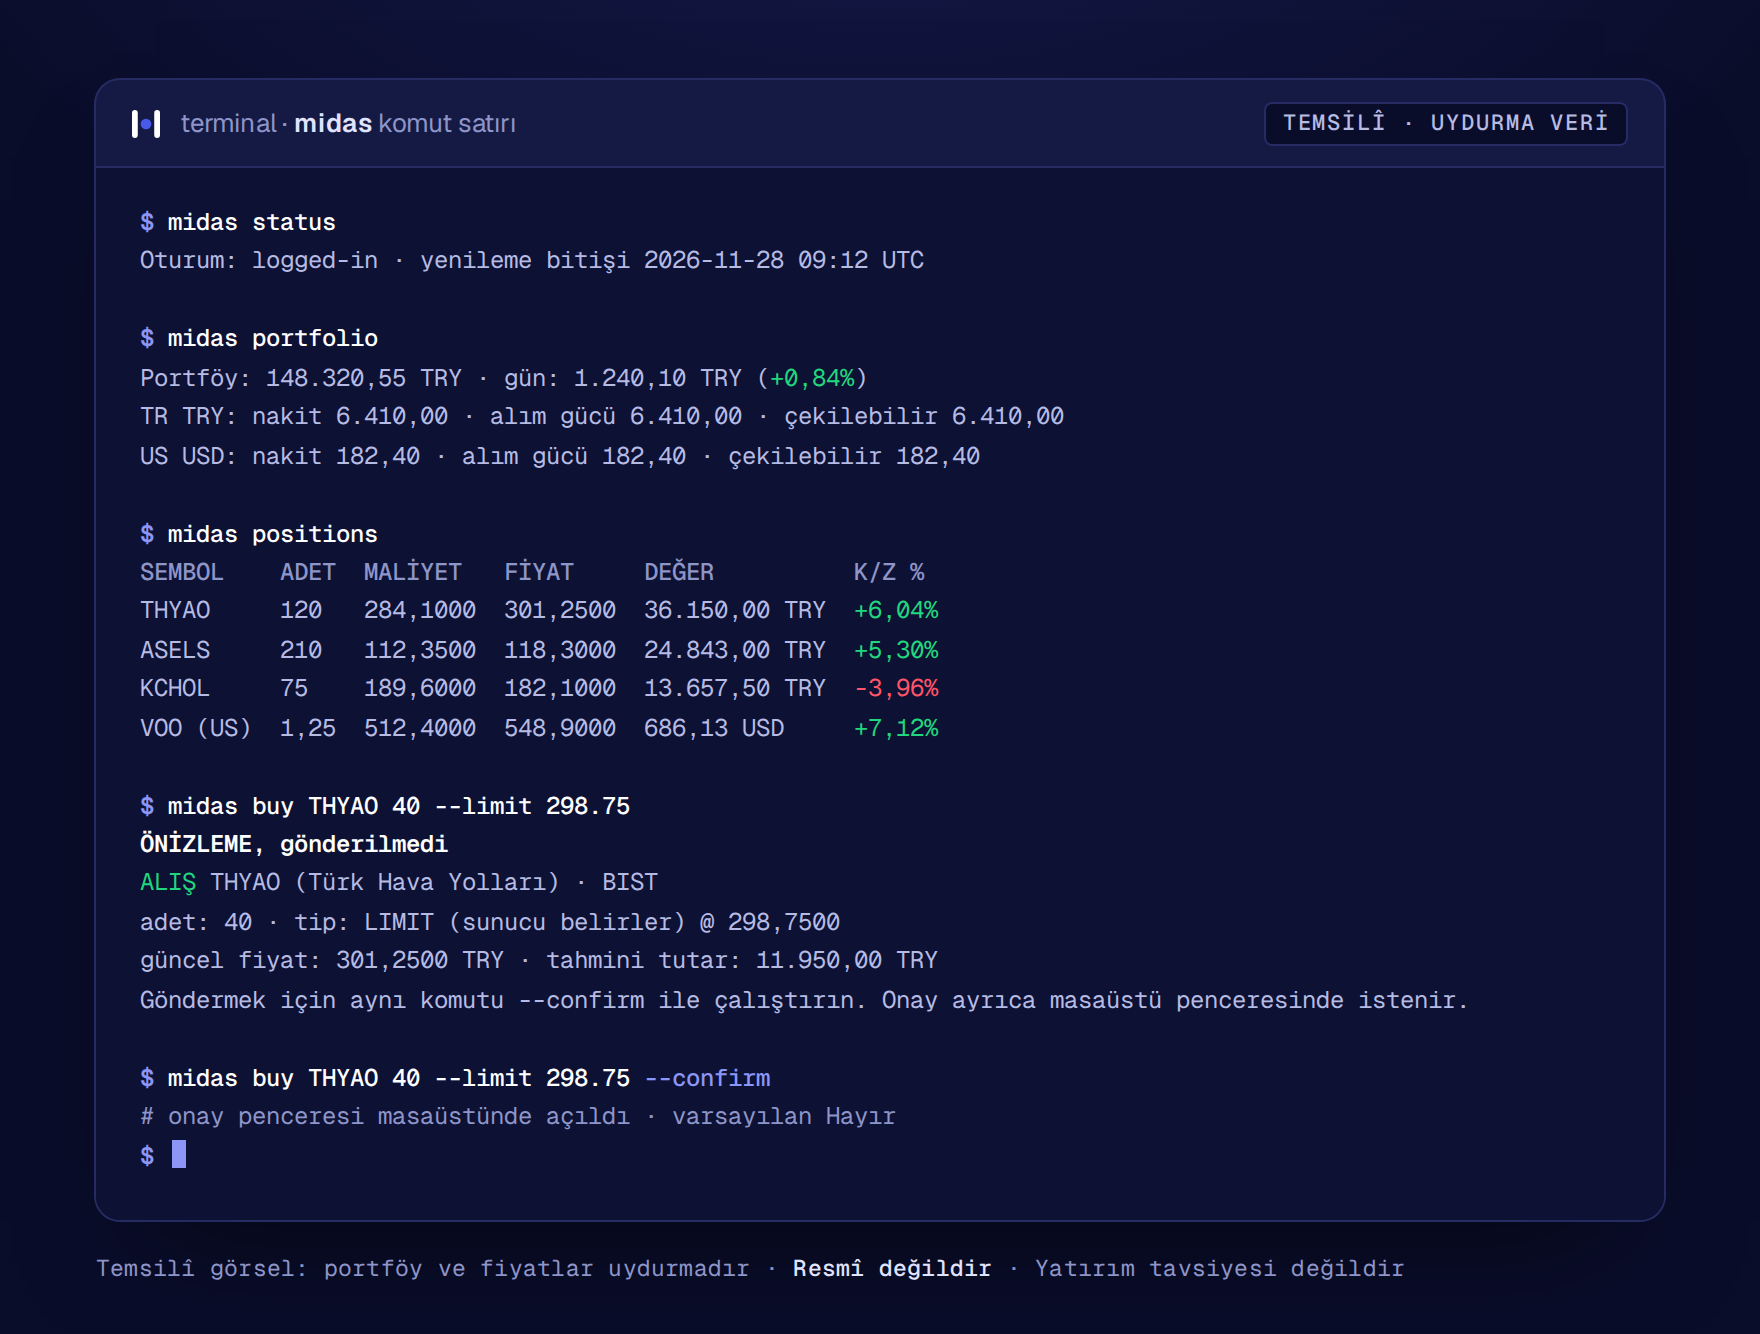 terminal · midas komut satırı
TEMSİLÎ · UYDURMA VERİ
$ midas status
Oturum: logged-in · yenileme bitişi 2026-11-28 09:12 UTC
$ midas portfolio
Portföy: 148.320,55 TRY · gün: 1.240,10 TRY (+0,84%)
TR TRY: nakit 6.410,00 · alım gücü 6.410,00 · çekilebilir 6.410,00
US USD: nakit 182,40 · alım gücü 182,40 · çekilebilir 182,40
$ midas positions
SEMBOL ADET MALİYET FİYAT DEĞER K/Z %
THYAO 120 284,1000 301,2500 36.150,00 TRY +6,04%
ASELS 210 112,3500 118,3000 24.843,00 TRY +5,30%
KCHOL 75 189,6000 182,1000 13.657,50 TRY -3,96%
VOO (US) 1,25 512,4000 548,9000 686,13 USD +7,12%
$ midas buy THYAO 40 --limit 298.75
ÖNİZLEME, gönderilmedi
ALIŞ THYAO (Türk Hava Yolları) · BIST
adet: 40 · tip: LIMIT (sunucu belirler) @ 298,7500
güncel fiyat: 301,2500 TRY · tahmini tutar: 11.950,00 TRY
Göndermek için aynı komutu --confirm ile çalıştırın. Onay ayrıca masaüstü penceresinde istenir.
$ midas buy THYAO 40 --limit 298.75 --confirm
# onay penceresi masaüstünde açıldı · varsayılan Hayır
$
Temsilî görsel: portföy ve fiyatlar uydurmadır · Resmî değildir · Yatırım tavsiyesi değildir